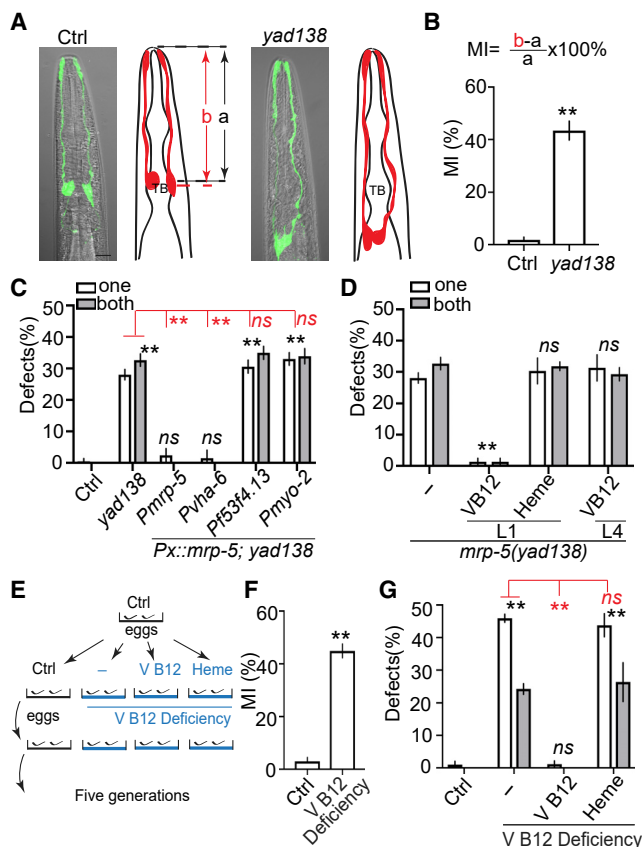 A
Ctrl
yad138
b
a
TB
TB
B
MI= b-a/a x100%
MI (%)
60
40
20
0
**
Ctrl
yad138
C
one
both
Defects(%)
50
40
30
20
10
0
**
**
**
ns
ns
**
**
ns
ns
Ctrl
yad138
Pmrp-5
Pvha-6
Pf53f4.13
Pmyo-2
Px::mrp-5; yad138
D
one
both
Defects(%)
50
40
30
20
10
0
**
ns
ns
–
VB12
Heme
VB12
L1
L4
mrp-5(yad138)
E
Ctrl
eggs
Ctrl
–
V B12
Heme
eggs
V B12 Deficiency
Five generations
F
MI (%)
60
40
20
0
**
Ctrl
V B12
Deficiency
G
Defects(%)
50
40
30
20
10
0
**
**
ns
ns
**
Ctrl
–
V B12
Heme
V B12 Deficiency